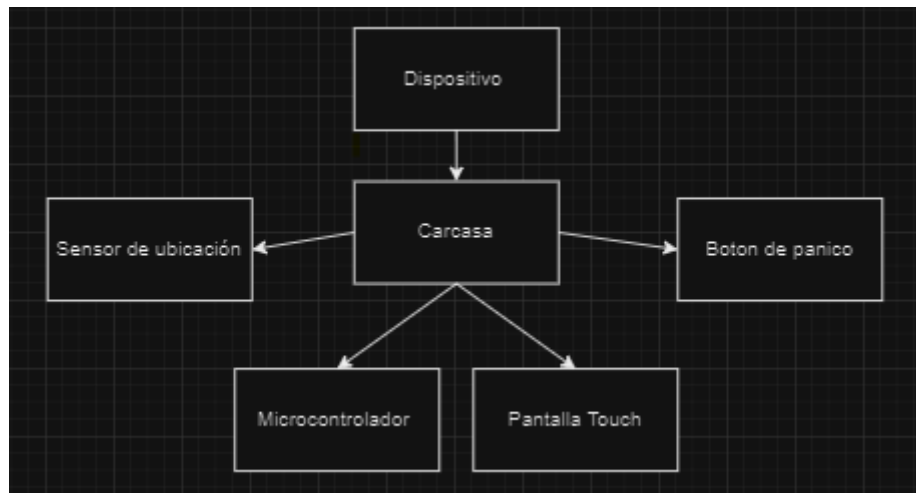 Dispositivo
Carcasa
Sensor de ubicación
Boton de panico
Microcontrolador
Pantalla Touch